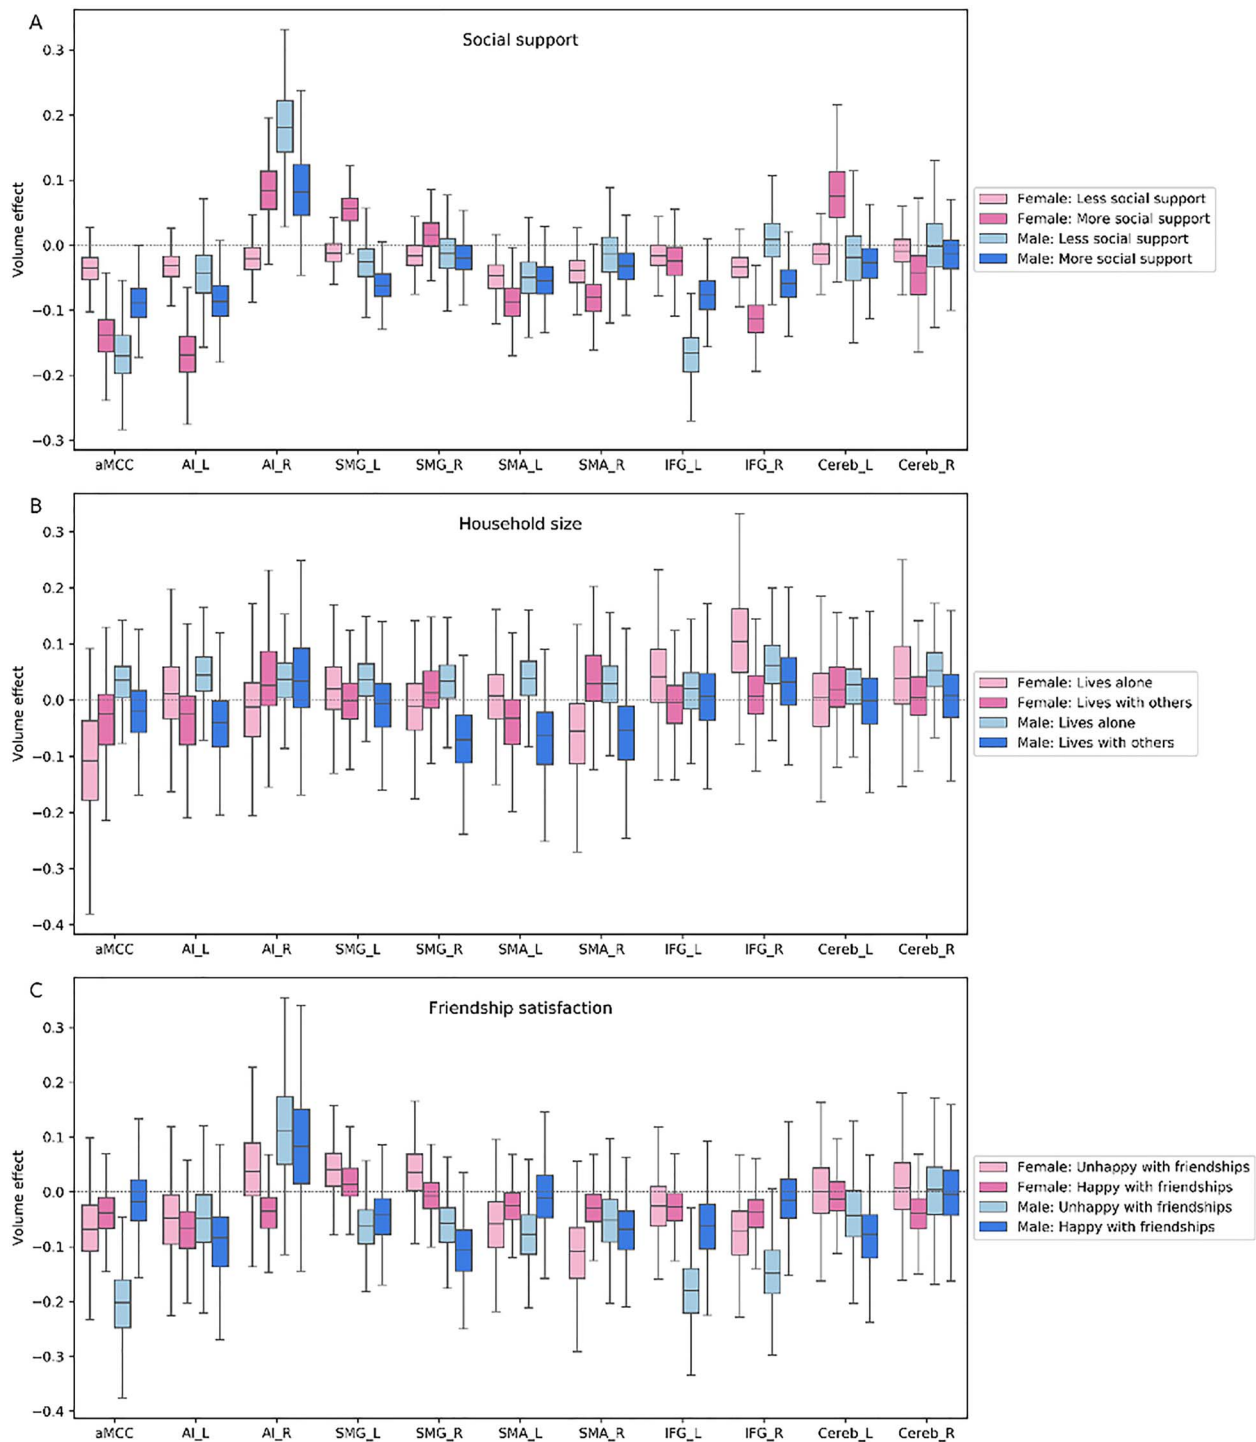 A
Social support
Volume effect
0.3
0.2
0.1
0.0
−0.1
−0.2
−0.3
aMCC AI_L AI_R SMG_L SMG_R SMA_L SMA_R IFG_L IFG_R Cereb_L Cereb_R
Female: Less social support
Female: More social support
Male: Less social support
Male: More social support
B
Household size
Volume effect
0.3
0.2
0.1
0.0
−0.1
−0.2
−0.3
−0.4
aMCC AI_L AI_R SMG_L SMG_R SMA_L SMA_R IFG_L IFG_R Cereb_L Cereb_R
Female: Lives alone
Female: Lives with others
Male: Lives alone
Male: Lives with others
C
Friendship satisfaction
Volume effect
0.3
0.2
0.1
0.0
−0.1
−0.2
−0.3
−0.4
aMCC AI_L AI_R SMG_L SMG_R SMA_L SMA_R IFG_L IFG_R Cereb_L Cereb_R
Female: Unhappy with friendships
Female: Happy with friendships
Male: Unhappy with friendships
Male: Happy with friendships